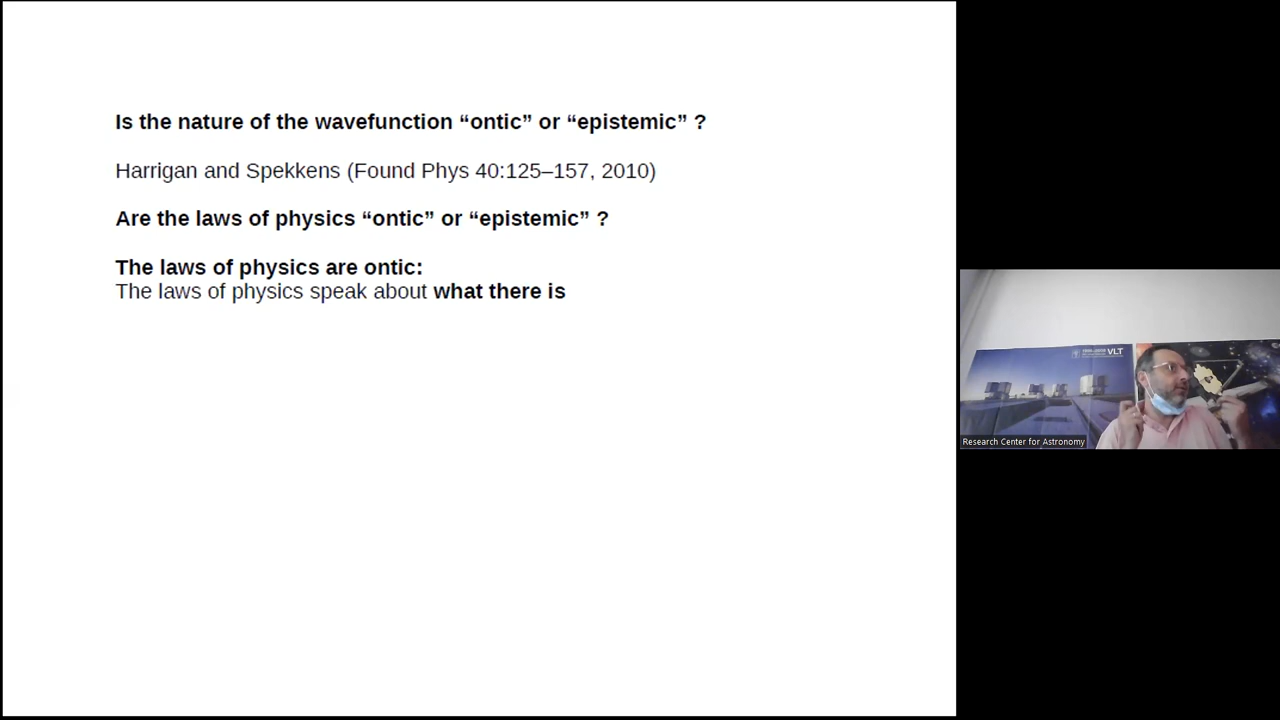 Is the nature of the wavefunction “ontic” or “epistemic” ?
Harrigan and Spekkens (Found Phys 40:125–157, 2010)
Are the laws of physics “ontic” or “epistemic” ?
The laws of physics are ontic:
The laws of physics speak about what there is
VLT
Research Center for Astronomy